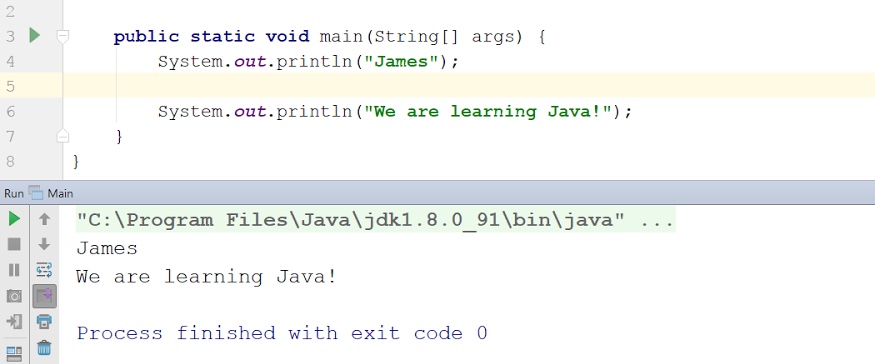 2
3 public static void main(String[] args) {
4 System.out.println("James");
5
6 System.out.println("We are learning Java!");
7 }
8 }
Run Main
"C:\Program Files\Java\jdk1.8.0_91\bin\java" ...
James
We are learning Java!
Process finished with exit code 0